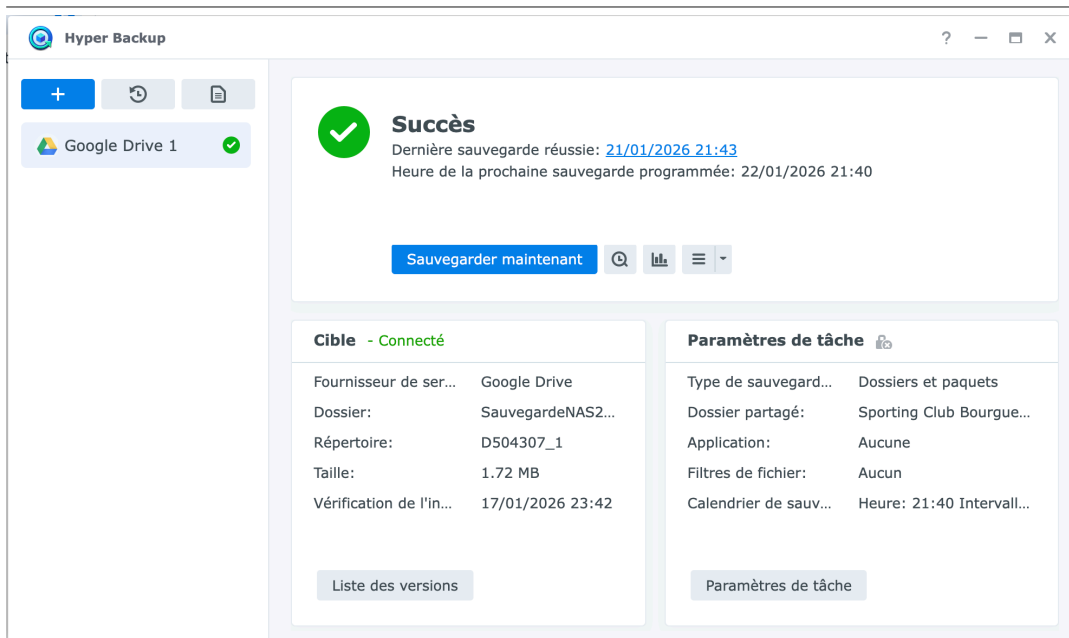 Hyper Backup
Google Drive 1
Succès
Dernière sauvegarde réussie: 21/01/2026 21:43
Heure de la prochaine sauvegarde programmée: 22/01/2026 21:40
Sauvegarder maintenant
Cible - Connecté
Fournisseur de ser... Google Drive
Dossier: SauvegardeNAS2...
Répertoire: D504307_1
Taille: 1.72 MB
Vérification de l'in... 17/01/2026 23:42
Liste des versions
Paramètres de tâche
Type de sauvegard... Dossiers et paquets
Dossier partagé: Sporting Club Bourgue...
Application: Aucune
Filtres de fichier: Aucun
Calendrier de sauv... Heure: 21:40 Intervall...
Paramètres de tâche